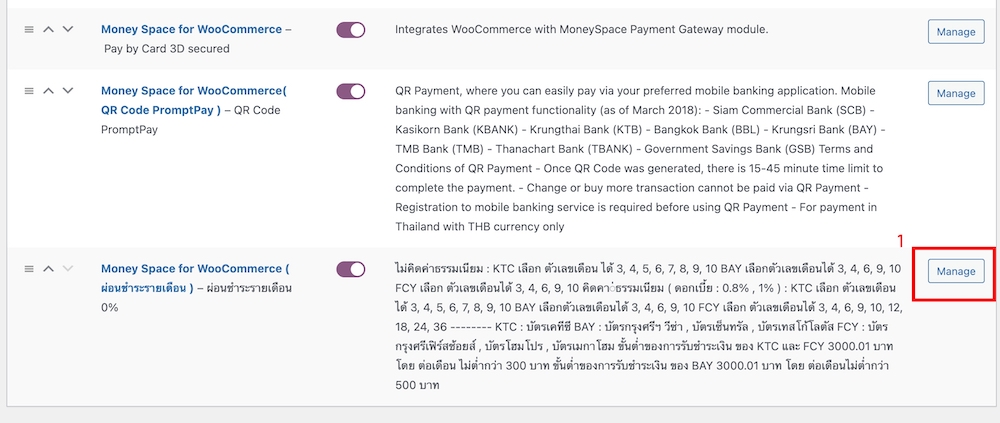 Money Space for WooCommerce –
Pay by Card 3D secured
Integrates WooCommerce with MoneySpace Payment Gateway module.
Manage
Money Space for WooCommerce(
QR Code PromptPay ) – QR Code
PromptPay
QR Payment, where you can easily pay via your preferred mobile banking application. Mobile
banking with QR payment functionality (as of March 2018): - Siam Commercial Bank (SCB) -
Kasikorn Bank (KBANK) - Krungthai Bank (KTB) - Bangkok Bank (BBL) - Krungsri Bank (BAY) -
TMB Bank (TMB) - Thanachart Bank (TBANK) - Government Savings Bank (GSB) Terms and
Conditions of QR Payment - Once QR Code was generated, there is 15-45 minute time limit to
complete the payment. - Change or buy more transaction cannot be paid via QR Payment -
Registration to mobile banking service is required before using QR Payment - For payment in
Thailand with THB currency only
Manage
1
Money Space for WooCommerce (
ผ่อนชำระรายเดือน ) – ผ่อนชำระรายเดือน
0%
ไม่คิดค่าธรรมเนียม : KTC เลือก ตัวเลขเดือน ได้ 3, 4, 5, 6, 7, 8, 9, 10 BAY เลือกตัวเลขเดือนได้ 3, 4, 6, 9, 10
FCY เลือก ตัวเลขเดือนได้ 3, 4, 6, 9, 10 คิดค่าธรรมเนียม ( ดอกเบี้ย : 0.8% , 1% ) : KTC เลือก ตัวเลขเดือน
ได้ 3, 4, 5, 6, 7, 8, 9, 10 BAY เลือกตัวเลขเดือนได้ 3, 4, 6, 9, 10 FCY เลือก ตัวเลขเดือนได้ 3, 4, 6, 9, 10, 12,
18, 24, 36 -------- KTC : บัตรเคทีซี BAY : บัตรกรุงศรีฯ วีซ่า , บัตรเซ็นทรัล , บัตรเทสโก้โลตัส FCY : บัตร
กรุงศรีเฟิร์สช้อยส์ , บัตรโฮมโปร , บัตรเมกาโฮม ขั้นต่ำของการรับชำระเงิน ของ KTC และ FCY 3000.01 บาท
โดย ต่อเดือน ไม่ต่ำกว่า 300 บาท ขั้นต่ำของการรับชำระเงิน ของ BAY 3000.01 บาท โดย ต่อเดือนไม่ต่ำกว่า
500 บาท
Manage